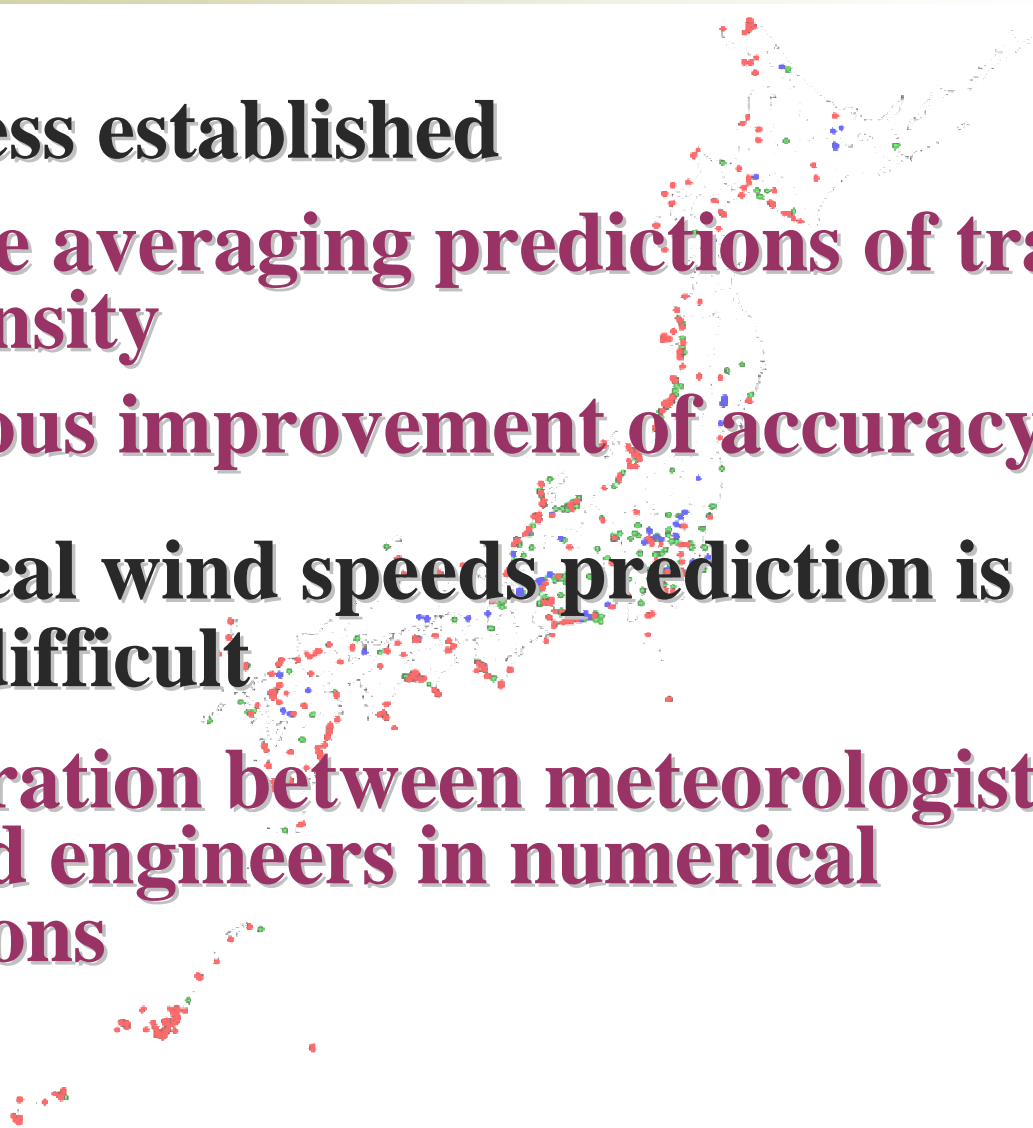 ess established
e averaging predictions of tra
nsity
ous improvement of accuracy
cal wind speeds prediction is
difficult
ration between meteorologist
d engineers in numerical
ons